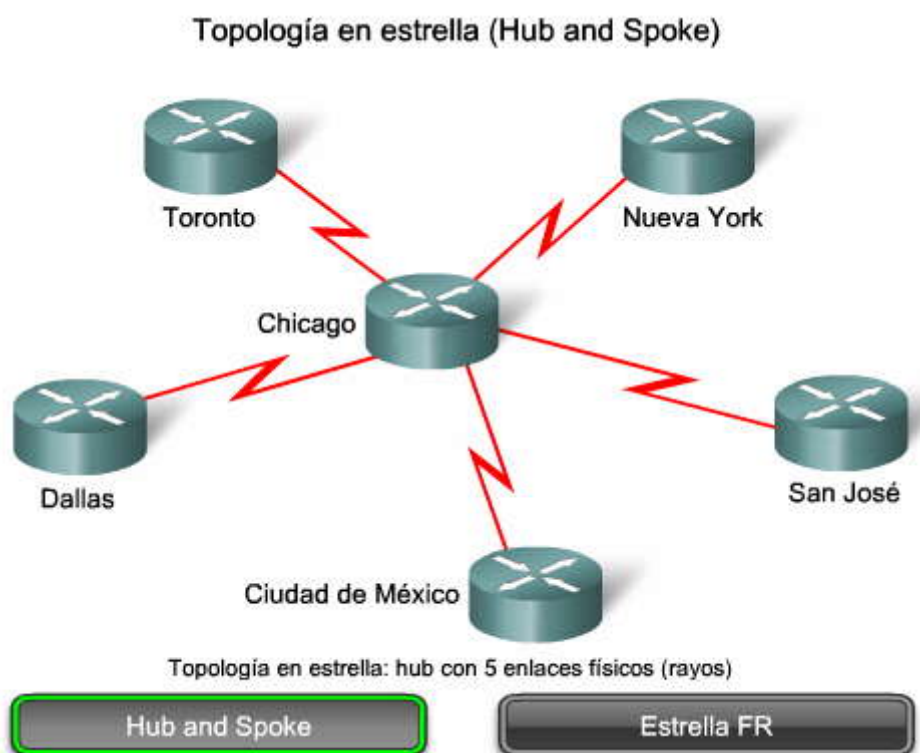 Topología en estrella (Hub and Spoke)
Toronto
Nueva York
Chicago
Dallas
San José
Ciudad de México
Topología en estrella: hub con 5 enlaces físicos (rayos)
Hub and Spoke
Estrella FR